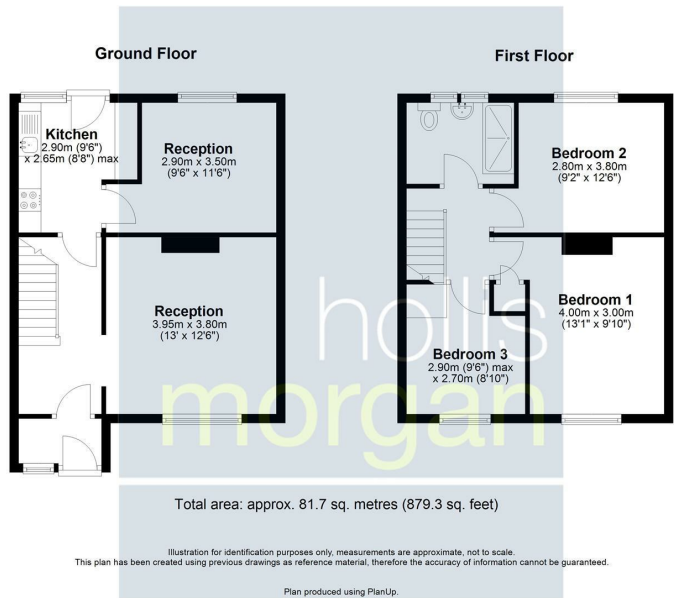 Ground Floor
First Floor
Kitchen
2.90m (9'6")
x 2.65m (8'8") max
Reception
2.90m x 3.50m
(9'6" x 11'6")
Bedroom 2
2.80m x 3.80m
(9'2" x 12'6")
Reception
3.95m x 3.80m
(13' x 12'6")
Bedroom 1
4.00m x 3.00m
(13'1" x 9'10")
Bedroom 3
2.90m (9'6") max
x 2.70m (8'10")
hollis
morgan
Total area: approx. 81.7 sq. metres (879.3 sq. feet)
Illustration for identification purposes only, measurements are approximate, not to scale.
This plan has been created using previous drawings as reference material, therefore the accuracy of information cannot be guaranteed.
Plan produced using PlanUp.